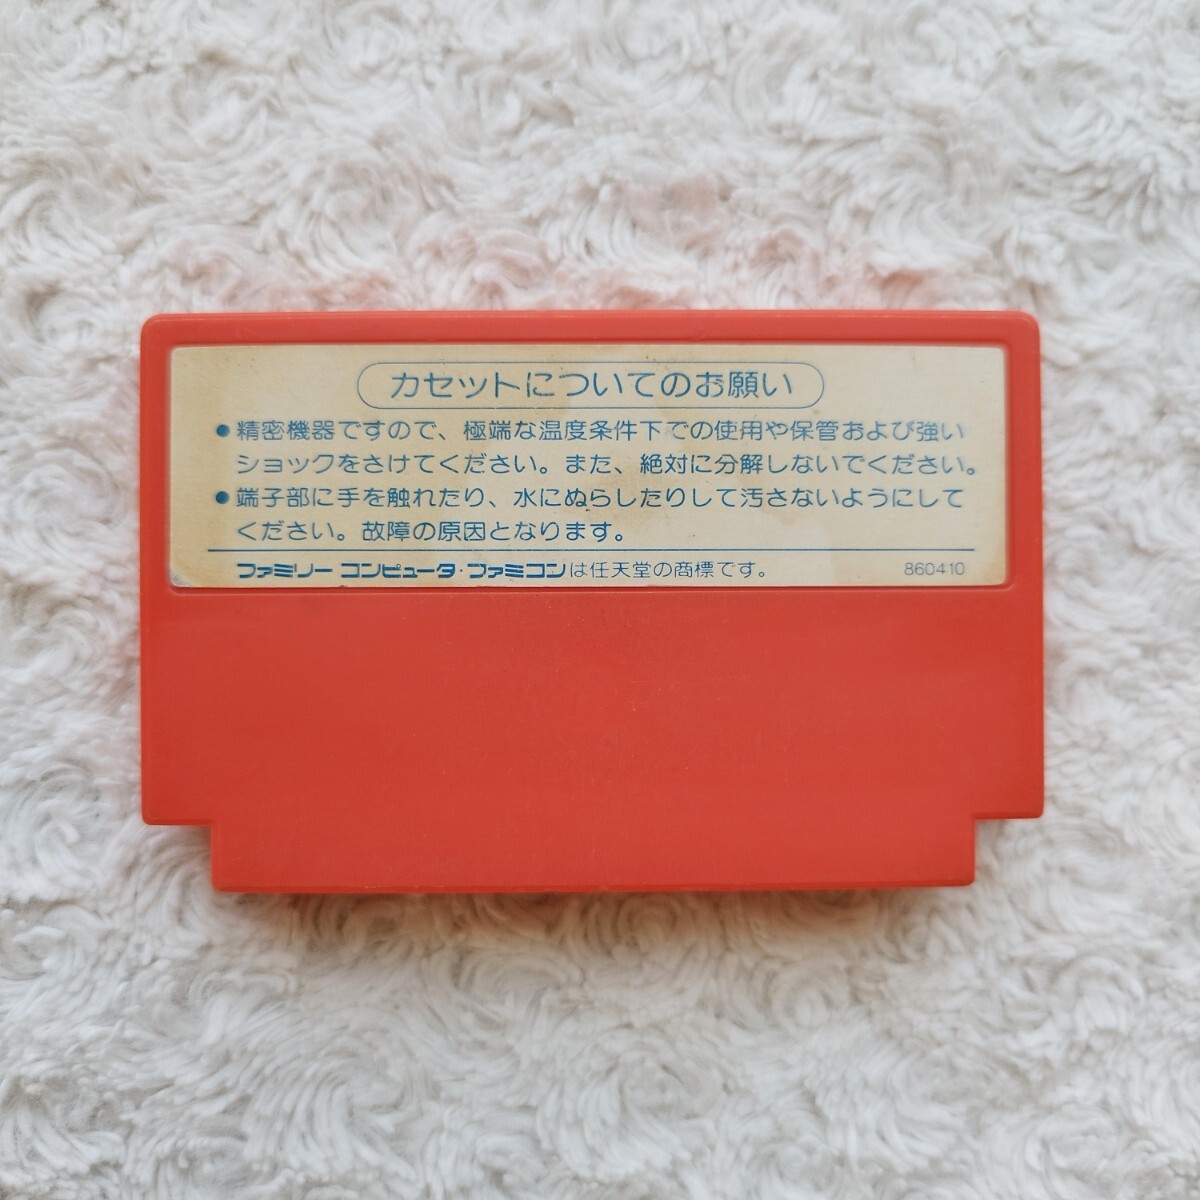 カセットについてのお願い
●精密機器ですので、極端な温度条件下での使用や保管および強い
ショックをさけてください。また、絶対に分解しないでください。
●端子部に手を触れたり、水にぬらしたりして汚さないようにして
ください。故障の原因となります。
ファミリー コンピュータ・ファミコンは任天堂の商標です。 860410